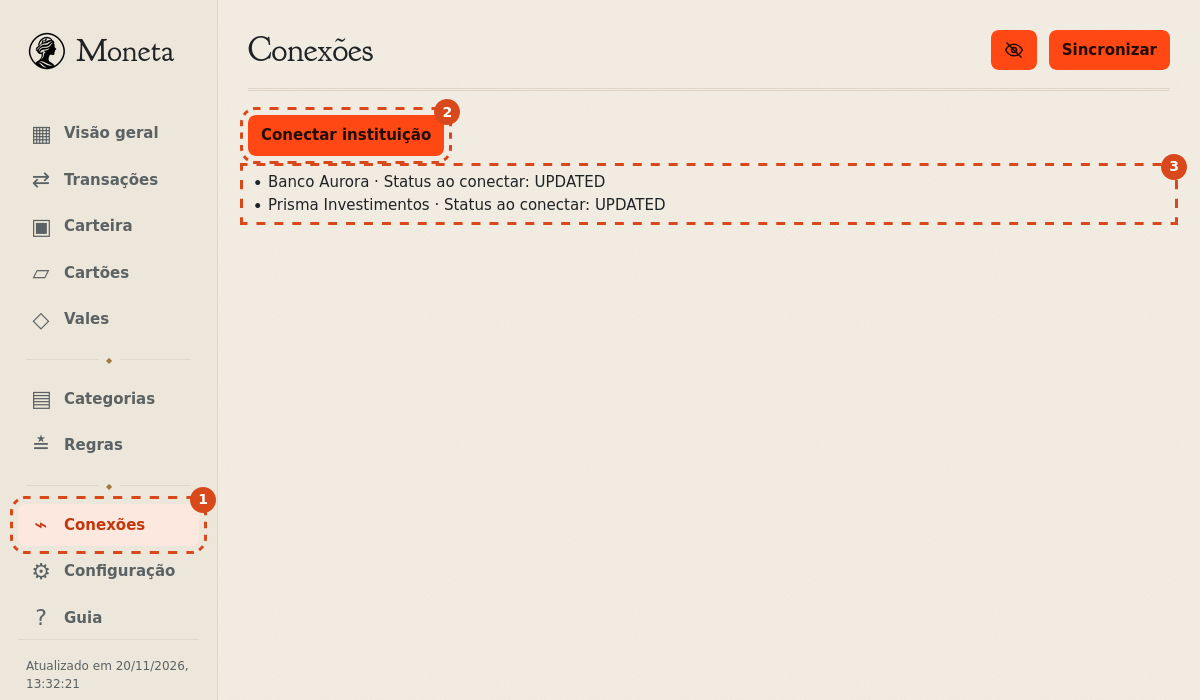 Moneta
Visão geral
Transações
Carteira
Cartões
Vales
Categorias
Regras
1
Conexões
Configuração
? Guia
Atualizado em 20/11/2026,
13:32:21
Conexões
Sincronizar
2
Conectar instituição
3
• Banco Aurora · Status ao conectar: UPDATED
• Prisma Investimentos · Status ao conectar: UPDATED